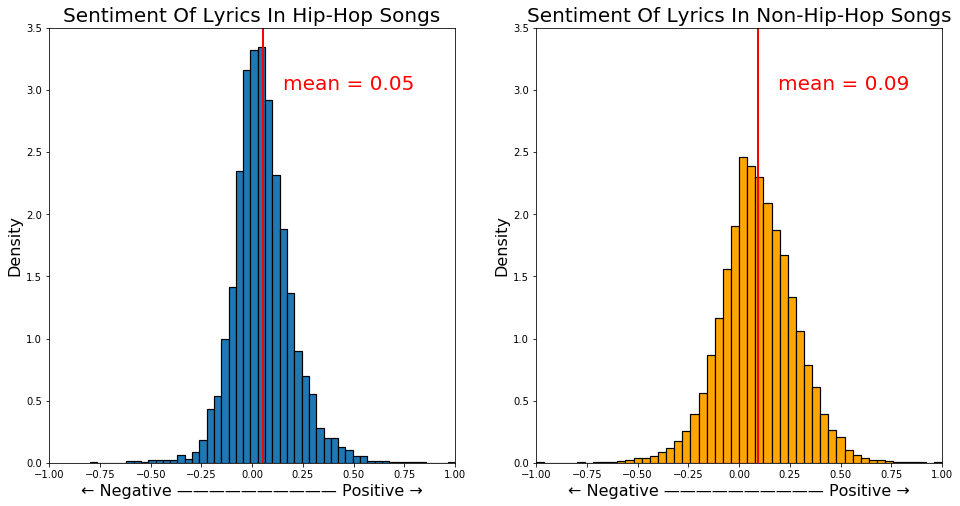 Sentiment Of Lyrics In Hip-Hop Songs
3.5
3.0
2.5
2.0
1.5
1.0
0.5
0.0
Density
mean = 0.05
−1.00 −0.75 −0.50 −0.25 0.00 0.25 0.50 0.75 1.00
← Negative —————————— Positive →
Sentiment Of Lyrics In Non-Hip-Hop Songs
3.5
3.0
2.5
2.0
1.5
1.0
0.5
0.0
Density
mean = 0.09
−1.00 −0.75 −0.50 −0.25 0.00 0.25 0.50 0.75 1.00
← Negative —————————— Positive →